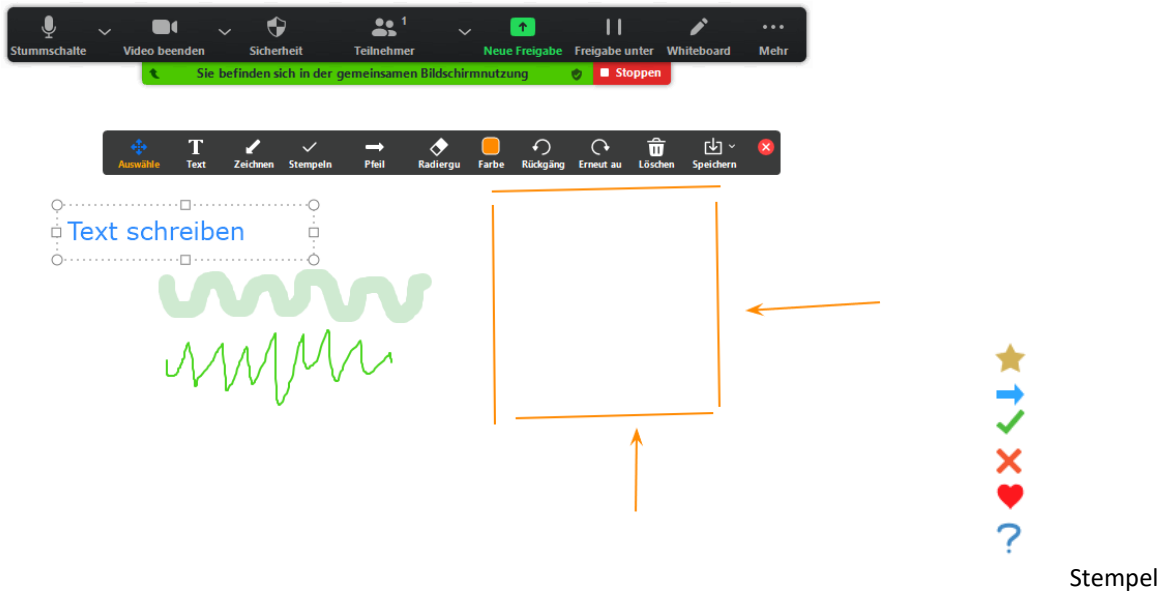 Stummschalte Video beenden Sicherheit Teilnehmer 1 Neue Freigabe Freigabe unter Whiteboard Mehr
Sie befinden sich in der gemeinsamen Bildschirmnutzung Stoppen
Auswähle Text Zeichnen Stempeln Pfeil Radiergu Farbe Rückgäng Erneut au Löschen Speichern
Text schreiben
Stempel